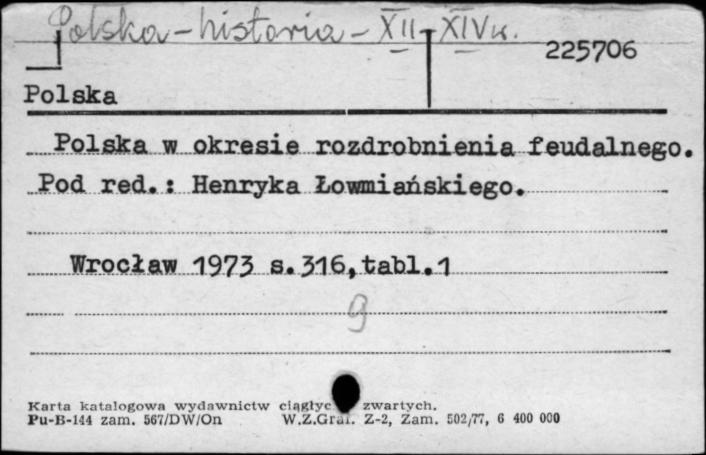 Polska - historia - XII-XIV w.
225706
Polska
Polska w okresie rozdrobnienia feudalnego.
Pod red.: Henryka Łowmiańskiego.
Wrocław 1973 s.316,tabl.1
9
Karta katalogowa wydawnictw ciągłyc zwartych.
Pu-B-144 zam. 567/DW/On W.Z.Graf. Z-2, Zam. 502/77, 6 400 000